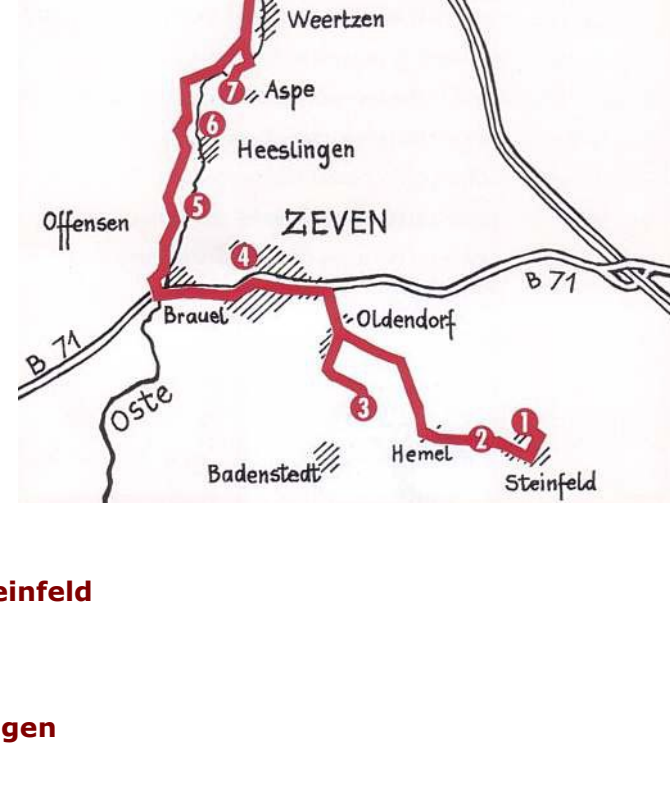 Weertzen
7
Aspe
6
Heeslingen
5
Offensen
ZEVEN
4
B 71
Brauel
Oldendorf
B 71
Oste
3
1
2
Hemel
Badenstedt
Steinfeld
einfeld
gen